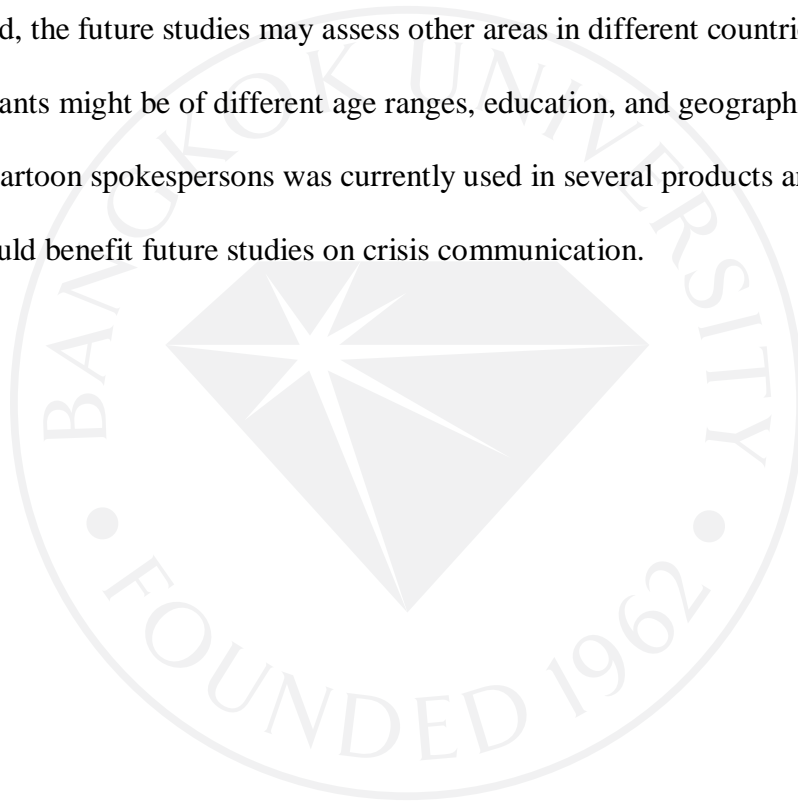 d, the future studies may assess other areas in different countri
ants might be of different age ranges, education, and geograph
artoon spokespersons was currently used in several products a
uld benefit future studies on crisis communication.
BANGKOK UNIVERSITY
FOUNDED 1962